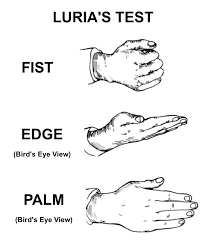 LURIA'S TEST
FIST
EDGE
(Bird's Eye View)
PALM
(Bird's Eye View)